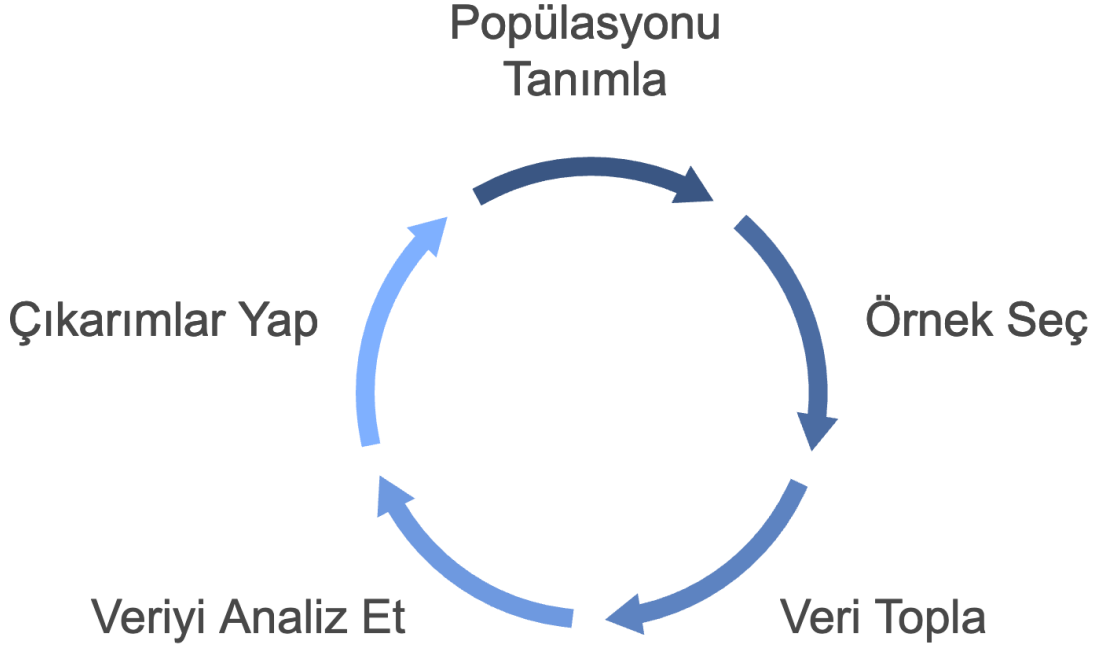 Popülasyonu
Tanımla
Örnek Seç
Veri Topla
Veriyi Analiz Et
Çıkarımlar Yap